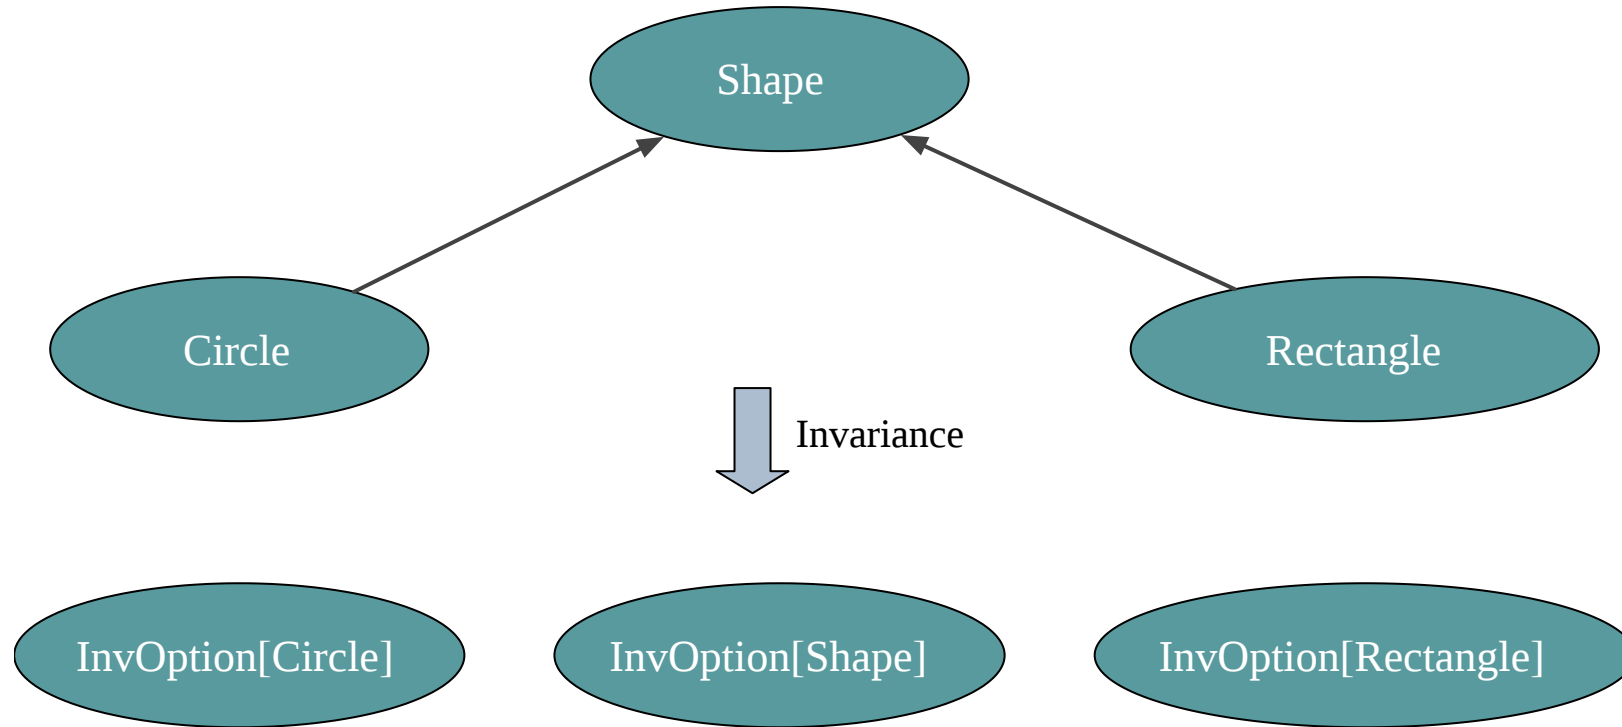 Shape
Circle
Rectangle
Invariance
InvOption[Circle]
InvOption[Shape]
InvOption[Rectangle]